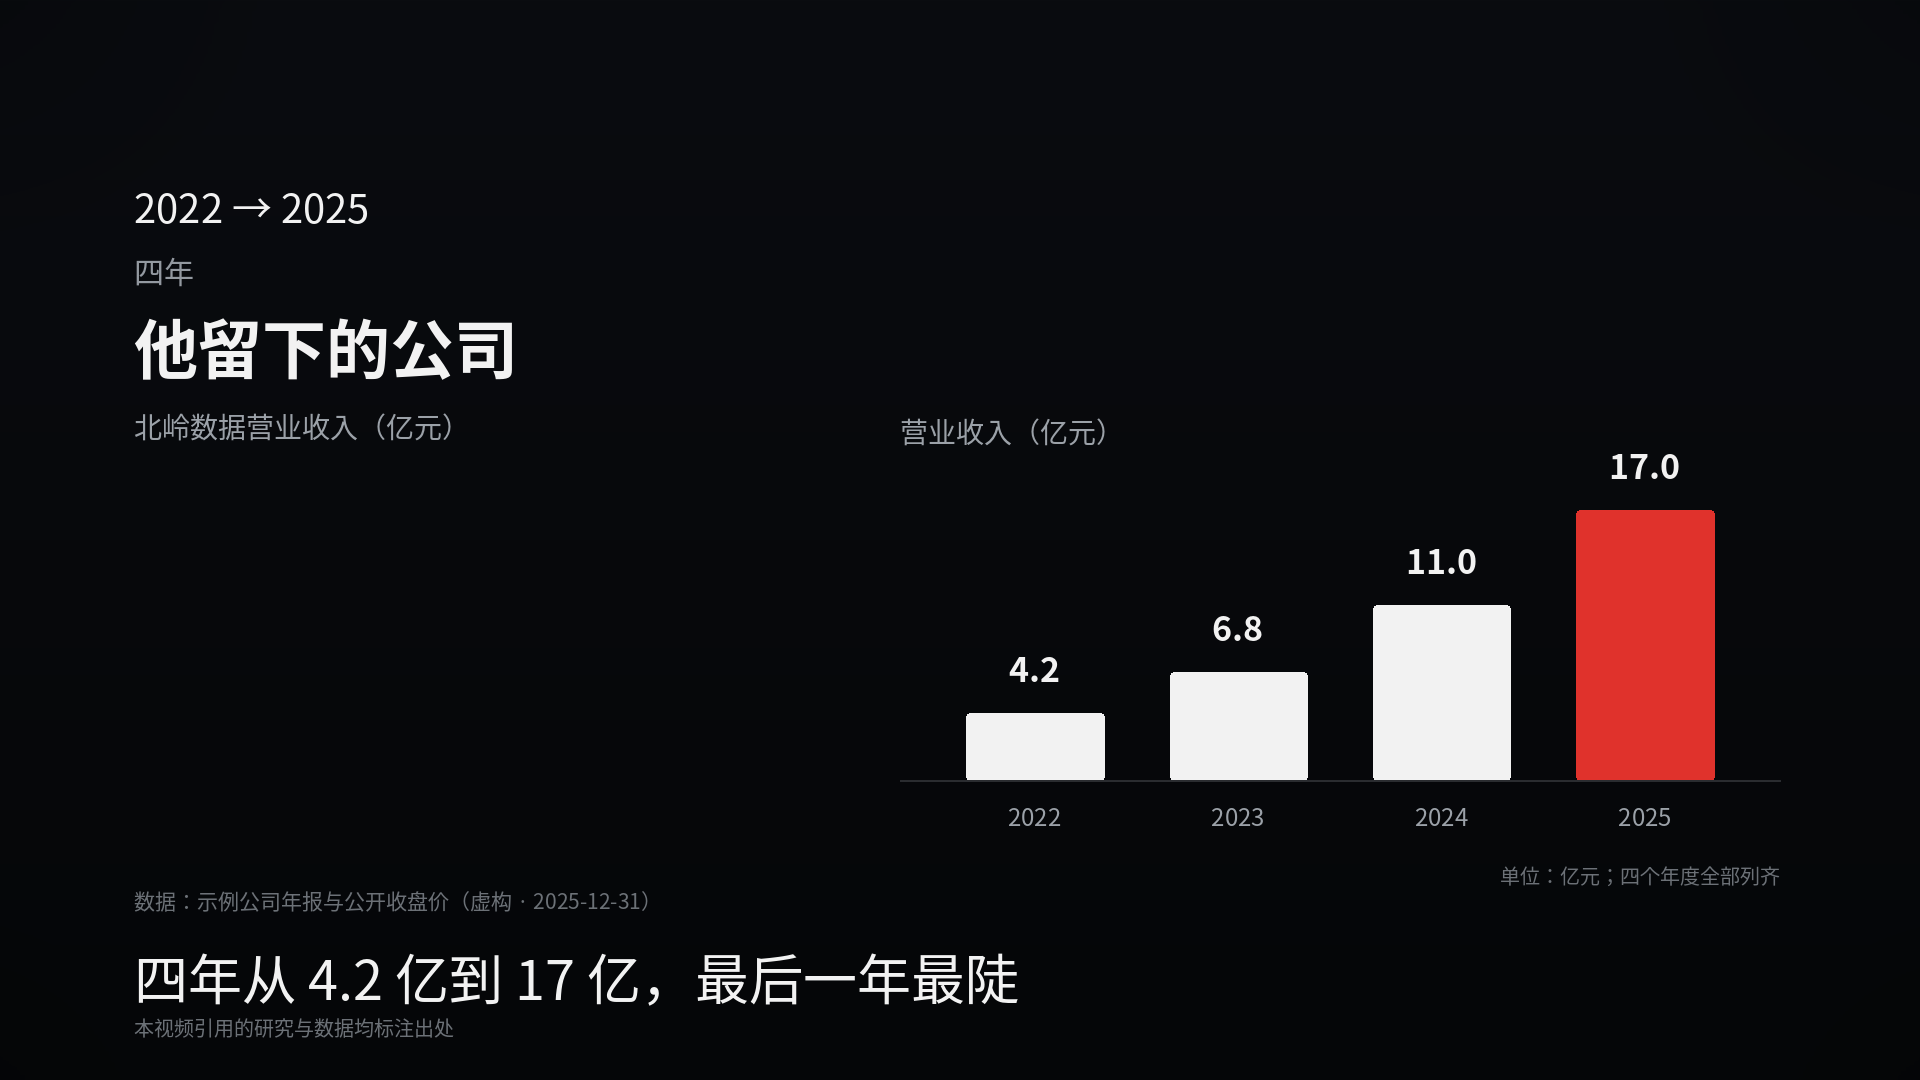 2022 → 2025
四年
他留下的公司
北岭数据营业收入（亿元）
营业收入（亿元）
17.0
11.0
6.8
4.2
2022
2023
2024
2025
单位：亿元；四个年度全部列齐
数据：示例公司年报与公开收盘价（虚构 · 2025-12-31）
四年从 4.2 亿到 17 亿，最后一年最陡
本视频引用的研究与数据均标注出处